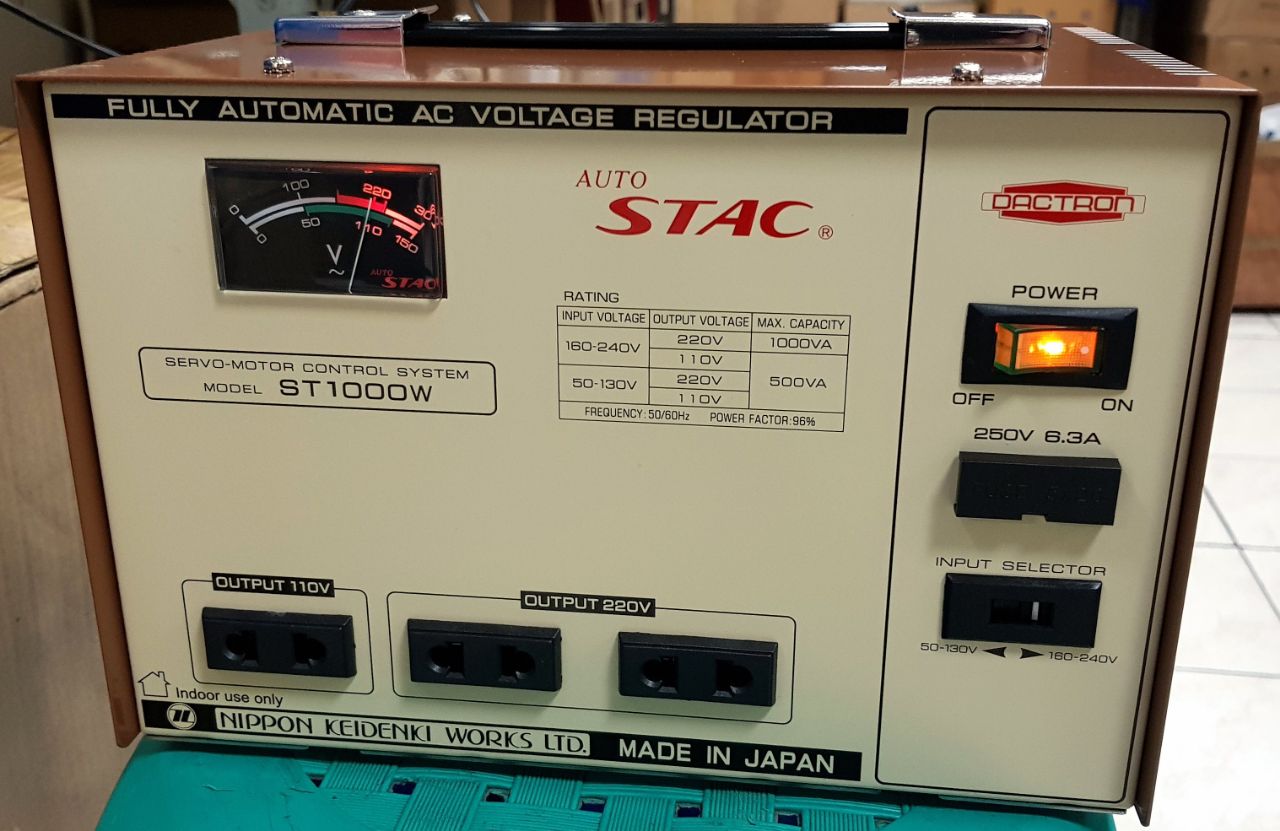 FULLY AUTOMATIC AC VOLTAGE REGULATOR
100 220
0 300
50 110 150
0
V
~
AUTO
STAC
AUTO
STAC®
DACTRON
POWER
OFF ON
250V 6.3A
INPUT SELECTOR
50-130V ◀ ▶ 160-240V
RATING
INPUT VOLTAGE OUTPUT VOLTAGE MAX. CAPACITY
160-240V 220V 1000VA
110V 500VA
50-130V 220V
110V
FREQUENCY: 50/60Hz POWER FACTOR:96%
SERVO-MOTOR CONTROL SYSTEM
MODEL ST1000W
OUTPUT 110V
OUTPUT 220V
Indoor use only
NIPPON KEIDENKI WORKS LTD. MADE IN JAPAN